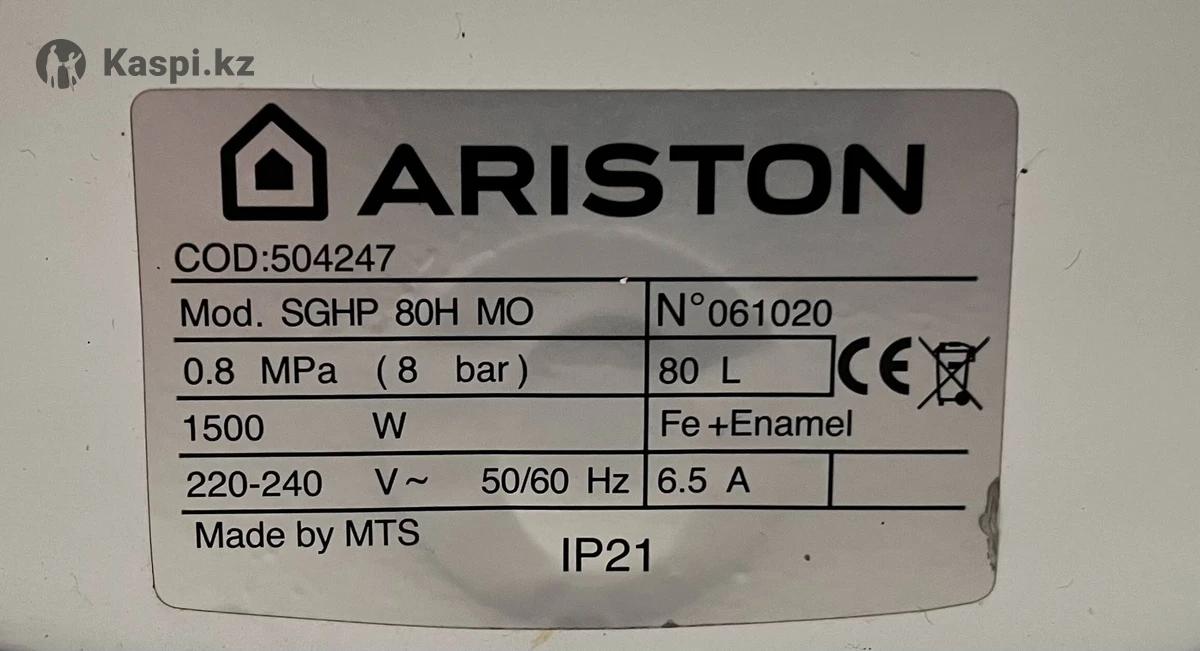 Kaspi.kz
ARISTON
COD:504247
Mod. SGHP 80H MO N°061020
0.8 MPa (8 bar) 80 L CE
1500 W Fe+Enamel
220-240 V~ 50/60 Hz 6.5 A
Made by MTS
IP21